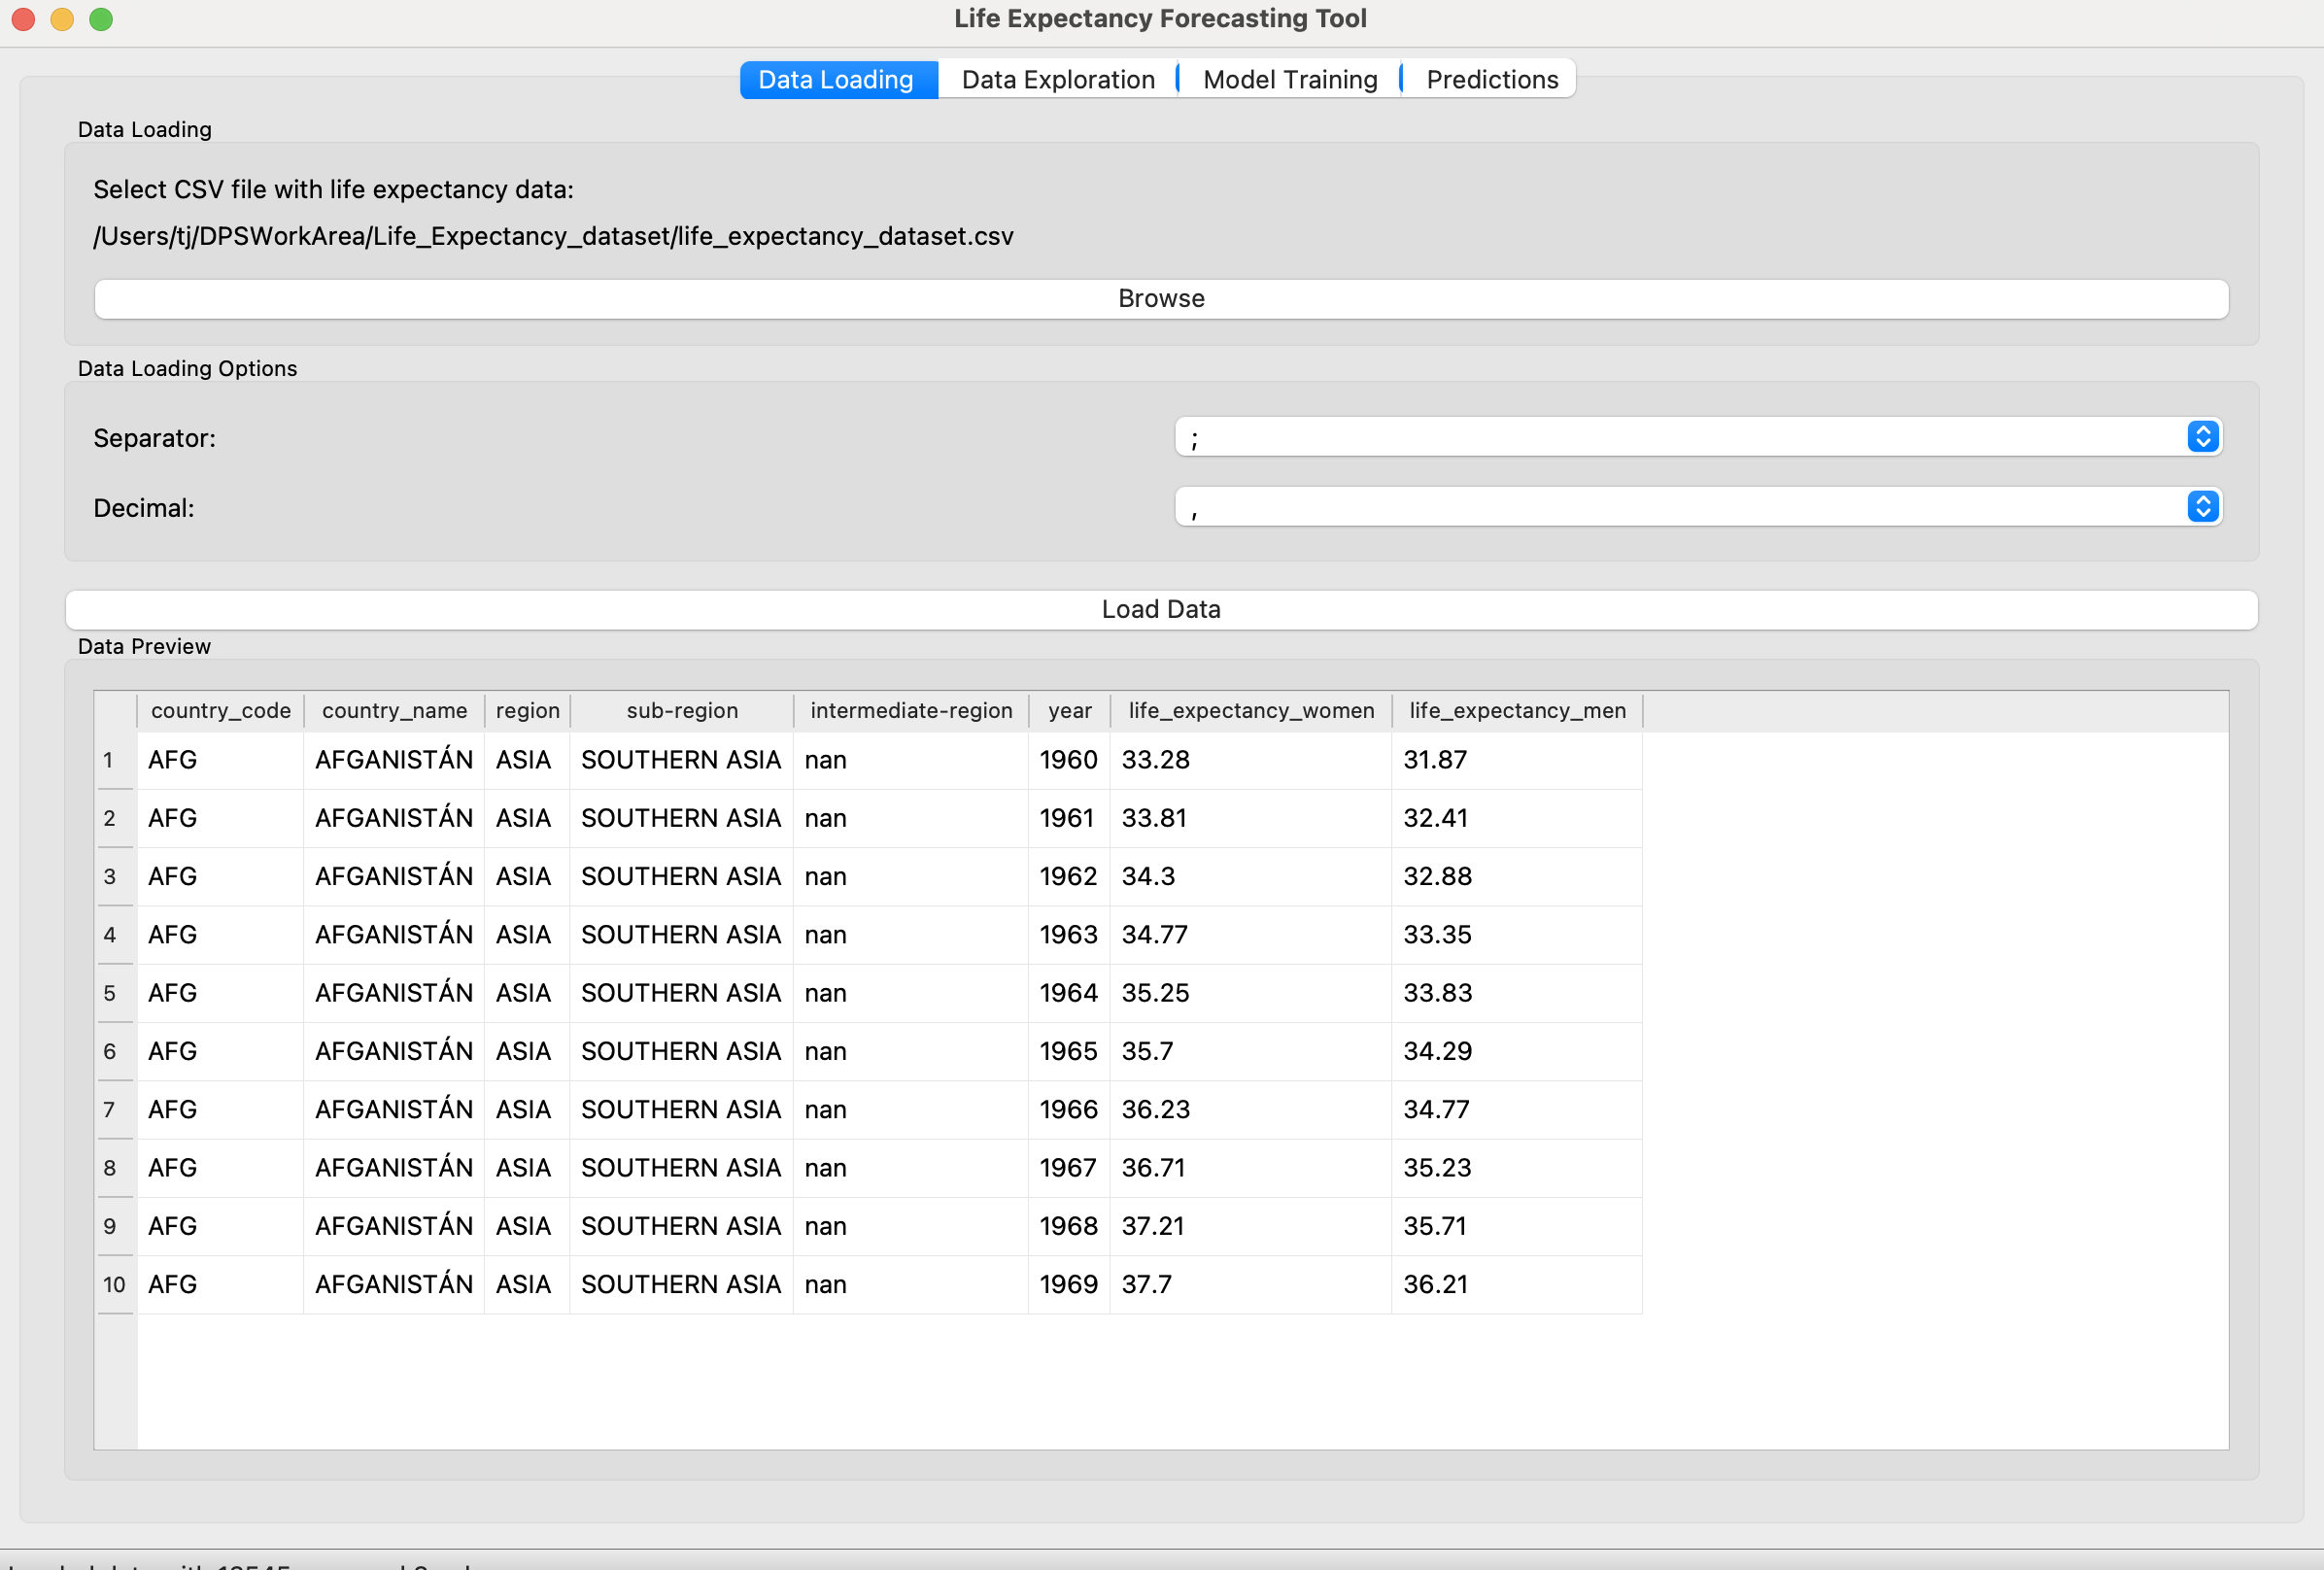 Life Expectancy Forecasting Tool
Data Loading Data Exploration Model Training Predictions
Data Loading
Select CSV file with life expectancy data:
/Users/tj/DPSWorkArea/Life_Expectancy_dataset/life_expectancy_dataset.csv
Browse
Data Loading Options
Separator: ;
Decimal: ,
Load Data
Data Preview
country_code country_name region sub-region intermediate-region year life_expectancy_women life_expectancy_men
1 AFG AFGANISTÁN ASIA SOUTHERN ASIA nan 1960 33.28 31.87
2 AFG AFGANISTÁN ASIA SOUTHERN ASIA nan 1961 33.81 32.41
3 AFG AFGANISTÁN ASIA SOUTHERN ASIA nan 1962 34.3 32.88
4 AFG AFGANISTÁN ASIA SOUTHERN ASIA nan 1963 34.77 33.35
5 AFG AFGANISTÁN ASIA SOUTHERN ASIA nan 1964 35.25 33.83
6 AFG AFGANISTÁN ASIA SOUTHERN ASIA nan 1965 35.7 34.29
7 AFG AFGANISTÁN ASIA SOUTHERN ASIA nan 1966 36.23 34.77
8 AFG AFGANISTÁN ASIA SOUTHERN ASIA nan 1967 36.71 35.23
9 AFG AFGANISTÁN ASIA SOUTHERN ASIA nan 1968 37.21 35.71
10 AFG AFGANISTÁN ASIA SOUTHERN ASIA nan 1969 37.7 36.21